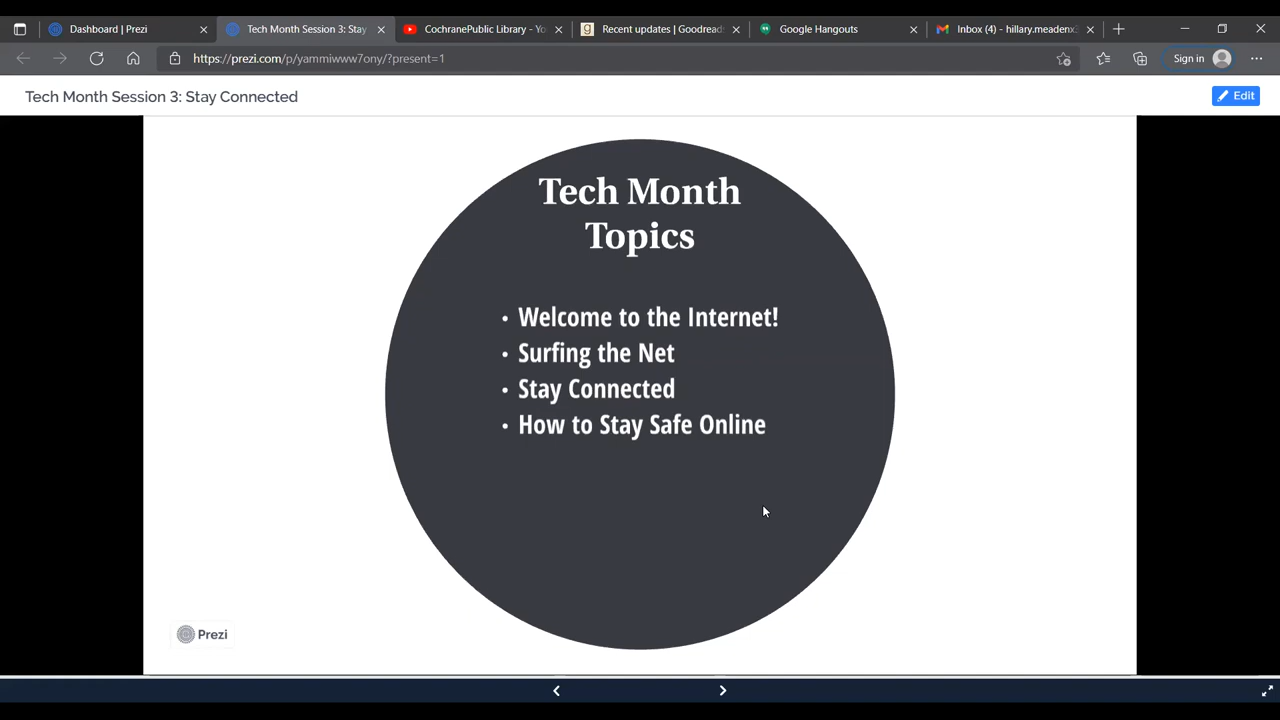 Dashboard | Prezi
Tech Month Session 3: Stay
CochranePublic Library - Yo
Recent updates | Goodreads
Google Hangouts
Inbox (4) - hillary.meadenx
https://prezi.com/p/yammiwww7ony/?present=1
Sign in
Tech Month Session 3: Stay Connected
Edit
Tech Month
Topics
• Welcome to the Internet!
• Surfing the Net
• Stay Connected
• How to Stay Safe Online
Prezi